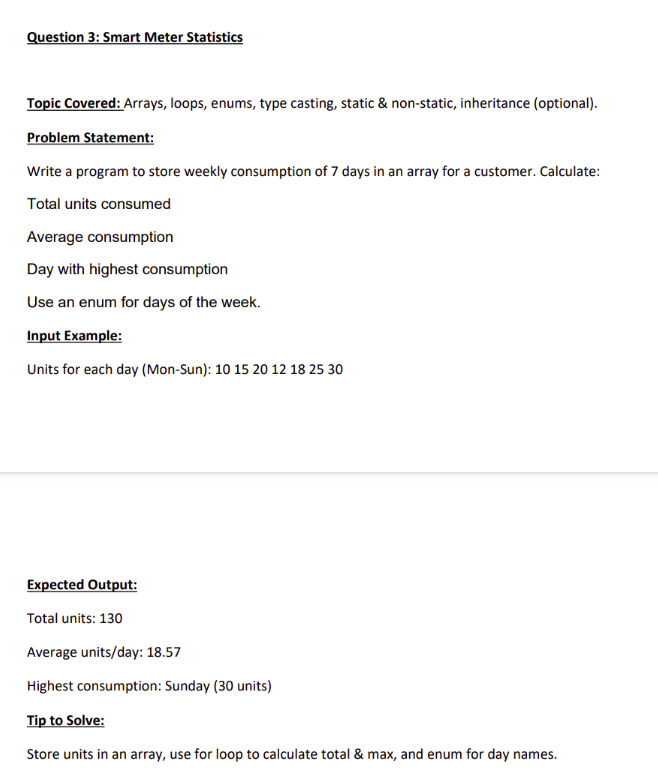 Question 3: Smart Meter Statistics
Topic Covered: Arrays, loops, enums, type casting, static & non-static, inheritance (optional).
Problem Statement:
Write a program to store weekly consumption of 7 days in an array for a customer. Calculate:
Total units consumed
Average consumption
Day with highest consumption
Use an enum for days of the week.
Input Example:
Units for each day (Mon-Sun): 10 15 20 12 18 25 30
Expected Output:
Total units: 130
Average units/day: 18.57
Highest consumption: Sunday (30 units)
Tip to Solve:
Store units in an array, use for loop to calculate total & max, and enum for day names.